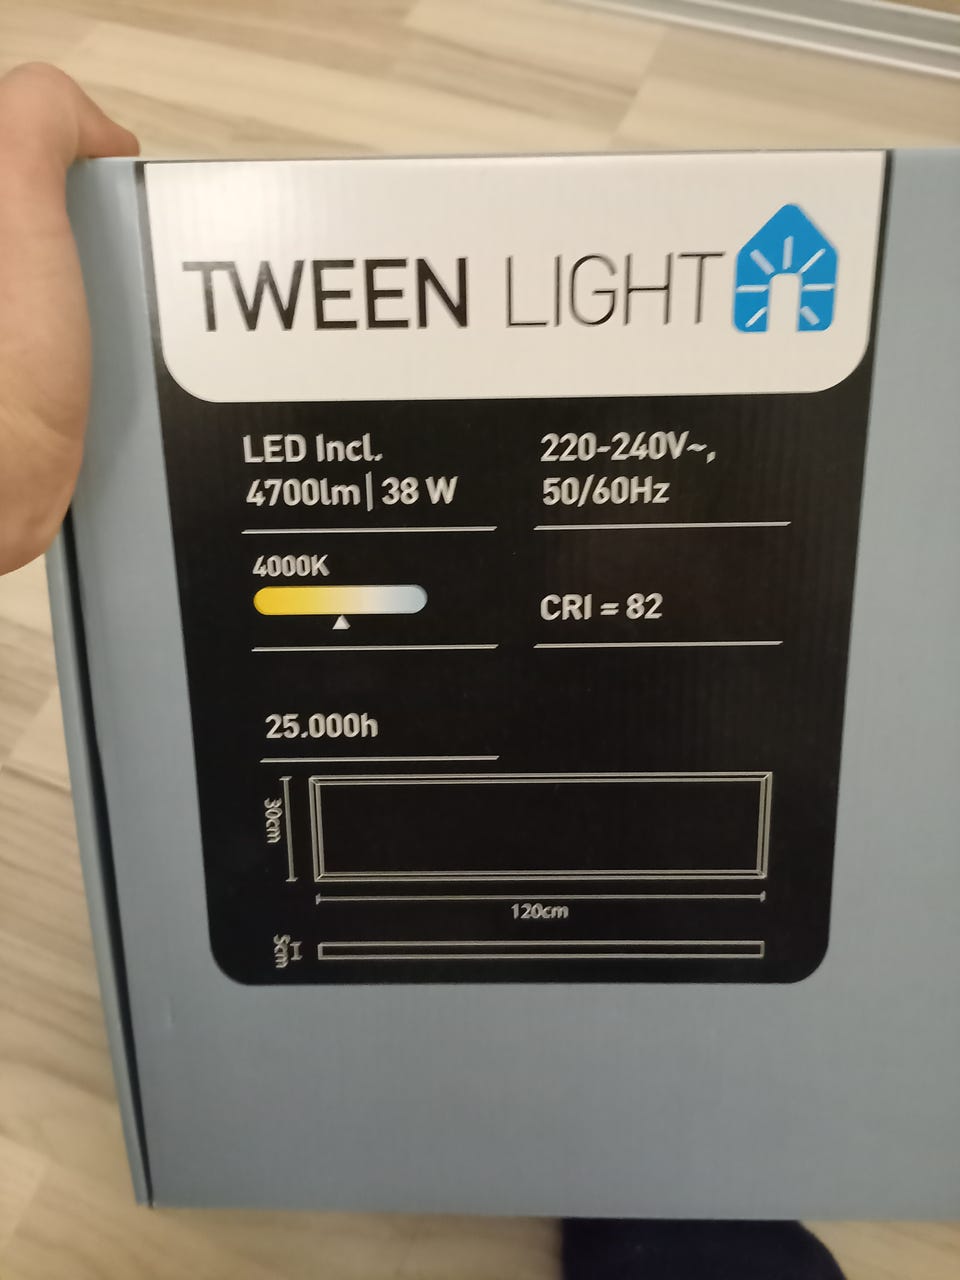 TWEEN LIGHT
LED Incl.
4700lm | 38 W
220-240V~,
50/60Hz
4000K
CRI = 82
25.000h
30cm
120cm
5cm